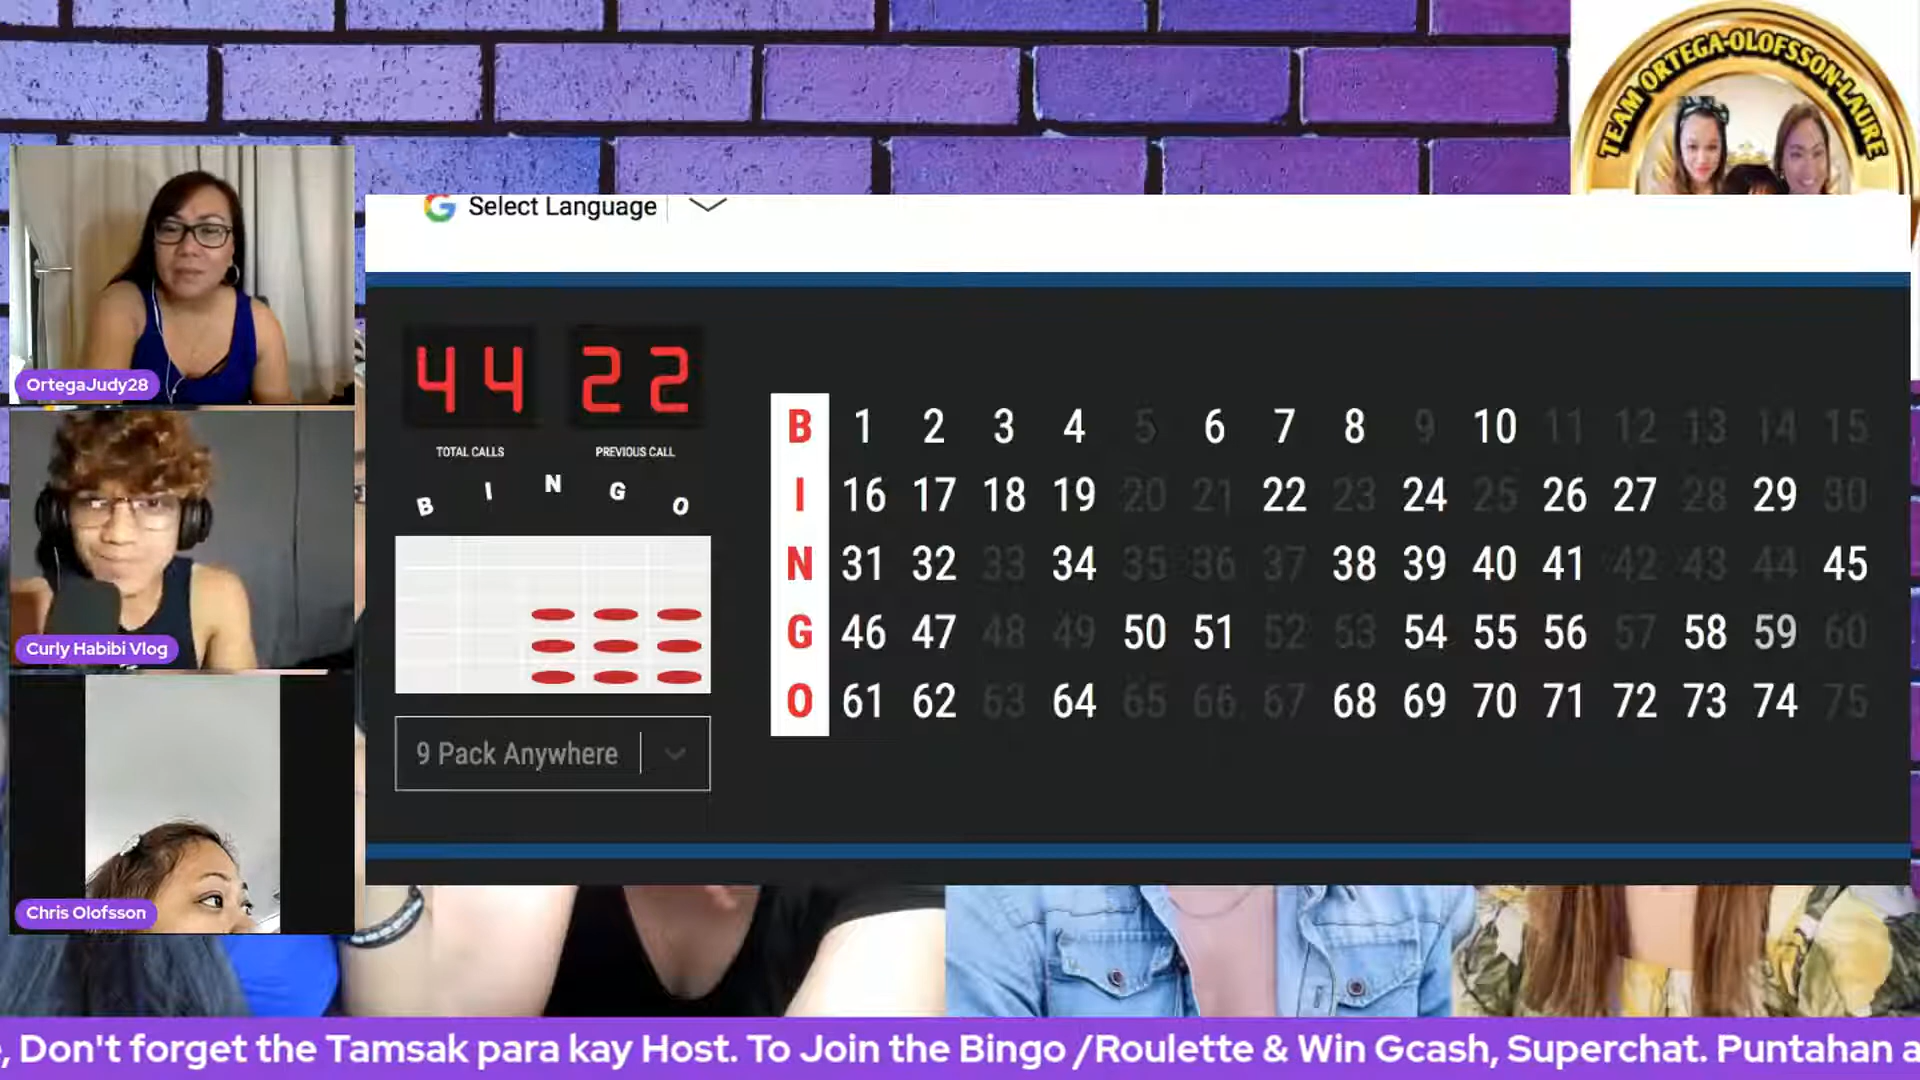 TEAM ORTEGA-OLOFSSON-LAURE
Select Language
44 22
TOTAL CALLS PREVIOUS CALL
B I N G O
9 Pack Anywhere
B 1 2 3 4 5 6 7 8 9 10 11 12 13 14 15
I 16 17 18 19 20 21 22 23 24 25 26 27 28 29 30
N 31 32 33 34 35 36 37 38 39 40 41 42 43 44 45
G 46 47 48 49 50 51 52 53 54 55 56 57 58 59 60
O 61 62 63 64 65 66 67 68 69 70 71 72 73 74 75
OrtegaJudy28
Curly Habibi Vlog
Chris Olofsson
, Don't forget the Tamsak para kay Host. To Join the Bingo /Roulette & Win Gcash, Superchat. Puntahan a